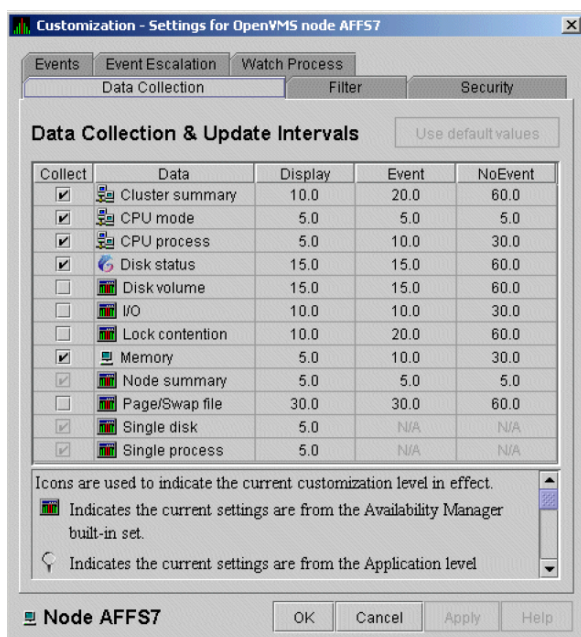 Customization - Settings for OpenVMS node AFFS7
Events Event Escalation Watch Process
Data Collection Filter Security
Data Collection & Update Intervals Use default values
Collect Data Display Event NoEvent
Cluster summary 10.0 20.0 60.0
CPU mode 5.0 5.0 5.0
CPU process 5.0 10.0 30.0
Disk status 15.0 15.0 60.0
Disk volume 15.0 15.0 60.0
I/O 10.0 10.0 30.0
Lock contention 10.0 20.0 60.0
Memory 5.0 10.0 30.0
Node summary 5.0 5.0 5.0
Page/Swap file 30.0 30.0 60.0
Single disk 5.0 N/A N/A
Single process 5.0 N/A N/A
Icons are used to indicate the current customization level in effect.
Indicates the current settings are from the Availability Manager
built-in set.
Indicates the current settings are from the Application level
Node AFFS7 OK Cancel Apply Help